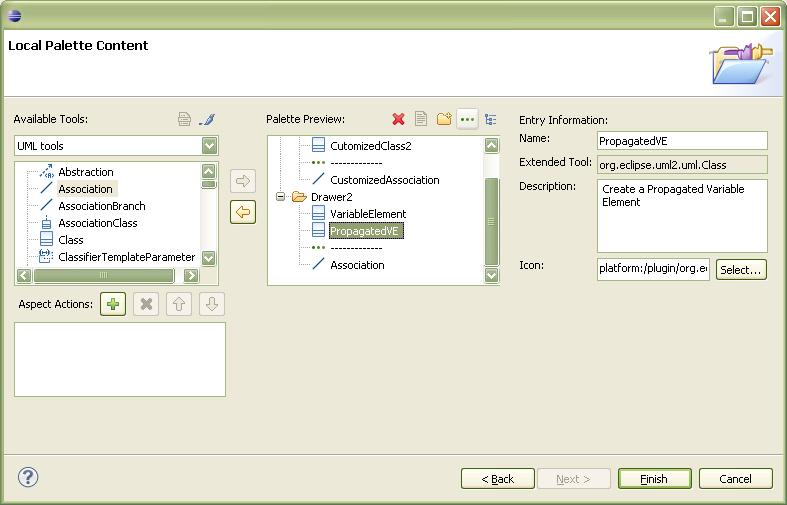 Local Palette Content
Available Tools:
UML tools
Abstraction
Association
AssociationBranch
AssociationClass
Class
ClassifierTemplateParameter
Aspect Actions:
Palette Preview:
CutomizedClass2
-------------
CustomizedAssociation
Drawer2
VariableElement
PropagatedVE
-------------
Association
Entry Information:
Name:
PropagatedVE
Extended Tool:
org.eclipse.uml2.uml.Class
Description:
Create a Propagated Variable
Element
Icon:
platform:/plugin/org.e
Select...
?
< Back
Next >
Finish
Cancel